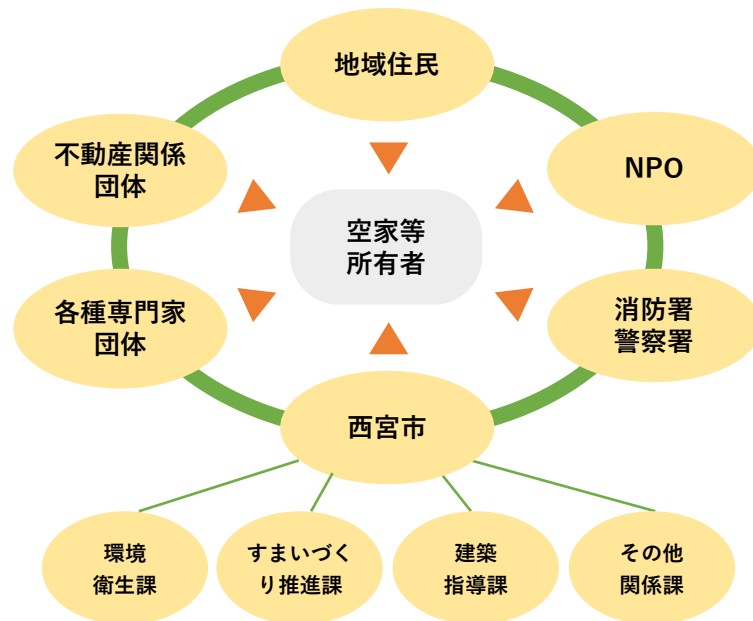 地域住民
不動産関係
団体
NPO
空家等
所有者
各種専門家
団体
消防署
警察署
西宮市
環境
衛生課
すまいづく
り推進課
建築
指導課
その他
関係課